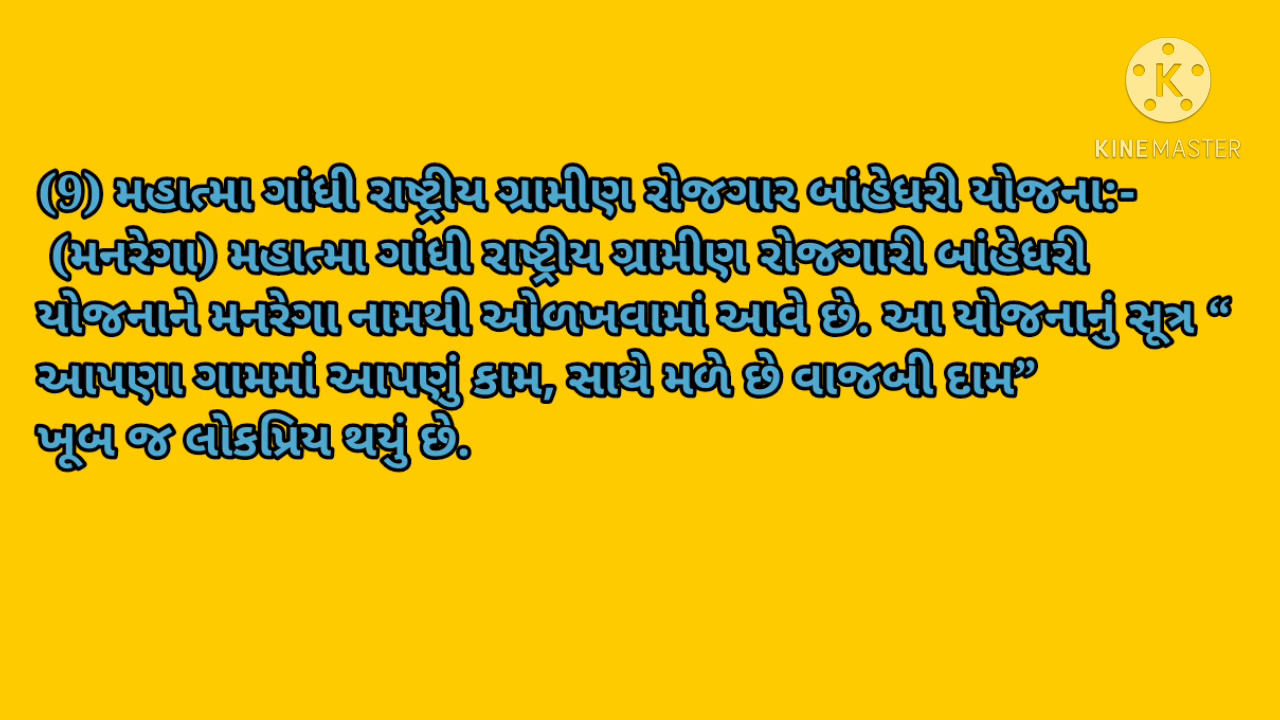 KINEMASTER
(9) મહાત્મા ગાંધી રાષ્ટ્રીય ગ્રામીણ રોજગાર બાંહેધરી યોજના:-
(મનરેગા) મહાત્મા ગાંધી રાષ્ટ્રીય ગ્રામીણ રોજગારી બાંહેધરી
યોજનાને મનરેગા નામથી ઓળખવામાં આવે છે. આ યોજનાનું સૂત્ર “
આપણા ગામમાં આપણું કામ, સાથે મળે છે વાજબી દામ”
ખૂબ જ લોકપ્રિય થયું છે.